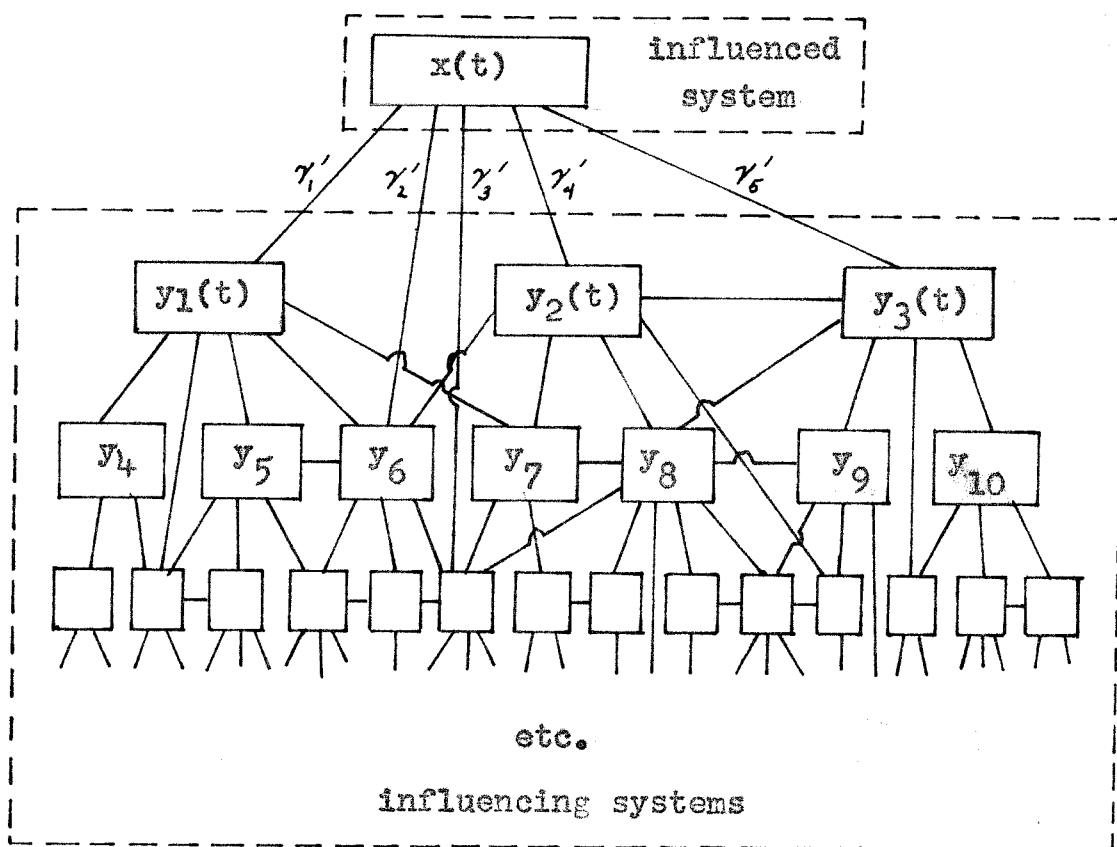 x(t)
influenced
system
γ₁′ γ₂′ γ₃′ γ₄′ γ₅′
y₁(t) y₂(t) y₃(t)
y₄ y₅ y₆ y₇ y₈ y₉ y₁₀
etc.
influencing systems